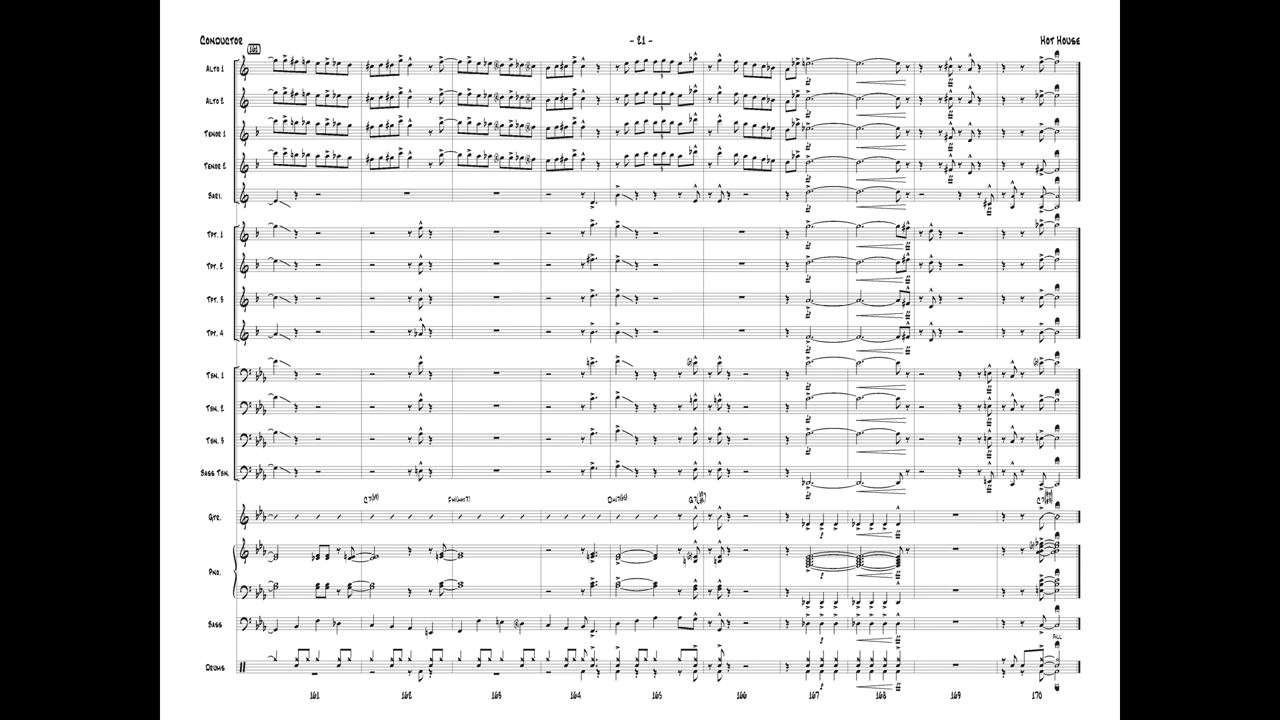 Conductor - 21 - Hot House
161
Alto 1
Alto 2
Tenor 1
Tenor 2
Bari.
Tpt. 1
Tpt. 2
Tpt. 3
Tpt. 4
Tbn. 1
Tbn. 2
Tbn. 3
Bass Tbn.
Gtr.
Pno.
Bass
Fill
Drums
161 162 163 164 165 166 167 168 169 170